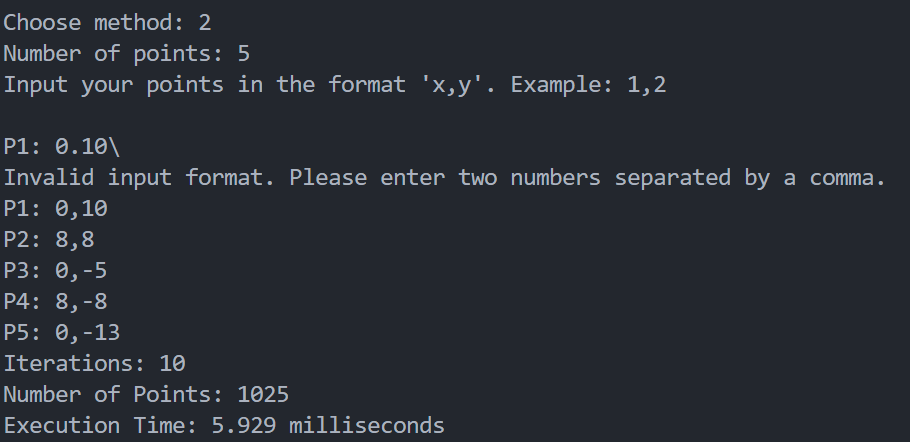 Choose method: 2
Number of points: 5
Input your points in the format 'x,y'. Example: 1,2
P1: 0.10\
Invalid input format. Please enter two numbers separated by a comma.
P1: 0,10
P2: 8,8
P3: 0,-5
P4: 8,-8
P5: 0,-13
Iterations: 10
Number of Points: 1025
Execution Time: 5.929 milliseconds